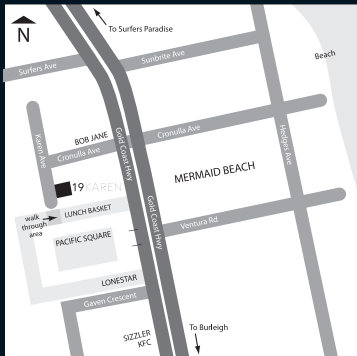 N
To Surfers Paradise
Surfers Ave
Sunbrite Ave
Beach
Karen Ave
BOB JANE
Cronulla Ave
Gold Coast Hwy
Cronulla Ave
Hedges Ave
19 KAREN
MERMAID BEACH
walk
through
area
LUNCH BASKET
Gold Coast Hwy
Ventura Rd
PACIFIC SQUARE
LONESTAR
Gaven Crescent
SIZZLER
KFC
To Burleigh